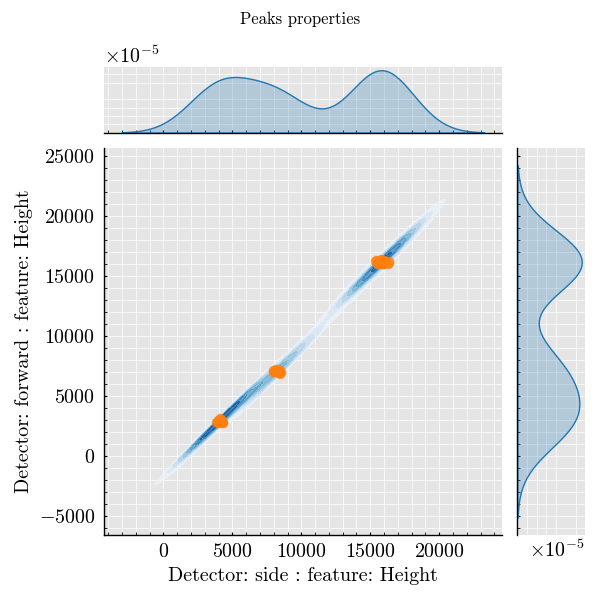 Peaks properties
×10⁻⁵
25000
20000
15000
10000
5000
0
−5000
Detector: forward : feature: Height
0 5000 10000 15000 20000
×10⁻⁵
Detector: side : feature: Height